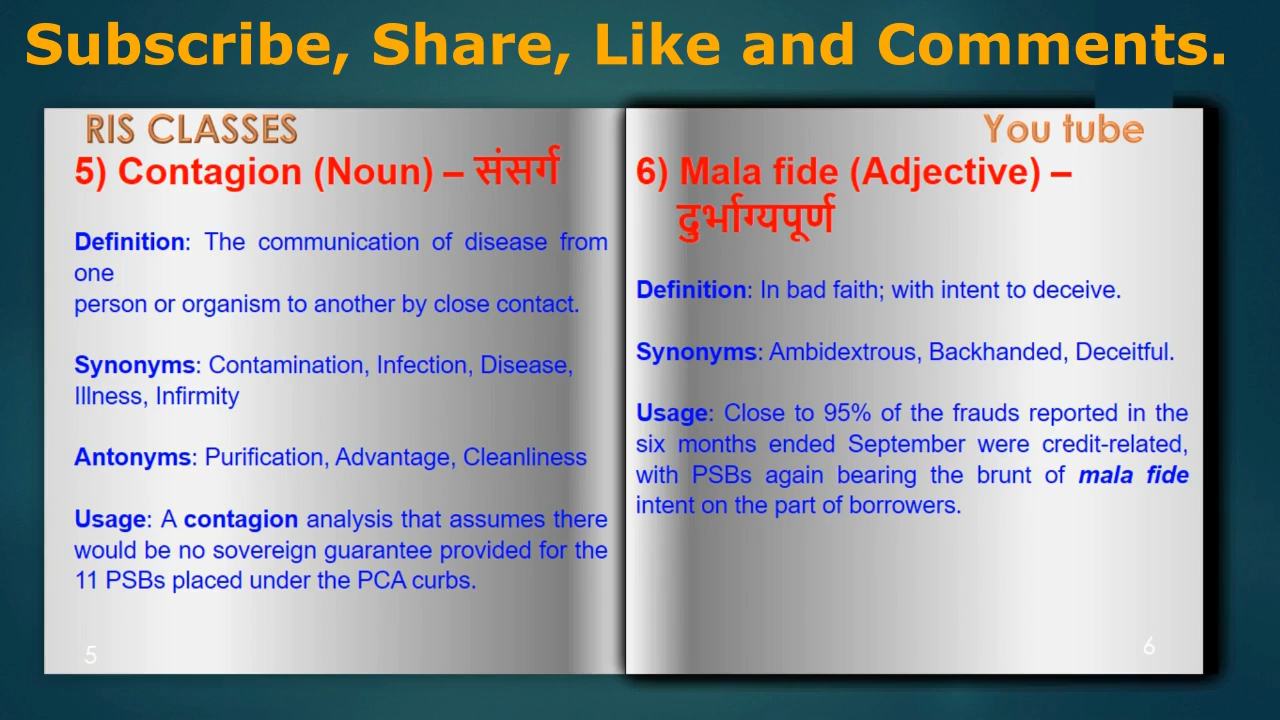 Subscribe, Share, Like and Comments.
RIS CLASSES
5) Contagion (Noun) – संसर्ग
Definition: The communication of disease from
one
person or organism to another by close contact.
Synonyms: Contamination, Infection, Disease,
Illness, Infirmity
Antonyms: Purification, Advantage, Cleanliness
Usage: A contagion analysis that assumes there
would be no sovereign guarantee provided for the
11 PSBs placed under the PCA curbs.
5
You tube
6) Mala fide (Adjective) –
दुर्भाग्यपूर्ण
Definition: In bad faith; with intent to deceive.
Synonyms: Ambidextrous, Backhanded, Deceitful.
Usage: Close to 95% of the frauds reported in the
six months ended September were credit-related,
with PSBs again bearing the brunt of mala fide
intent on the part of borrowers.
6